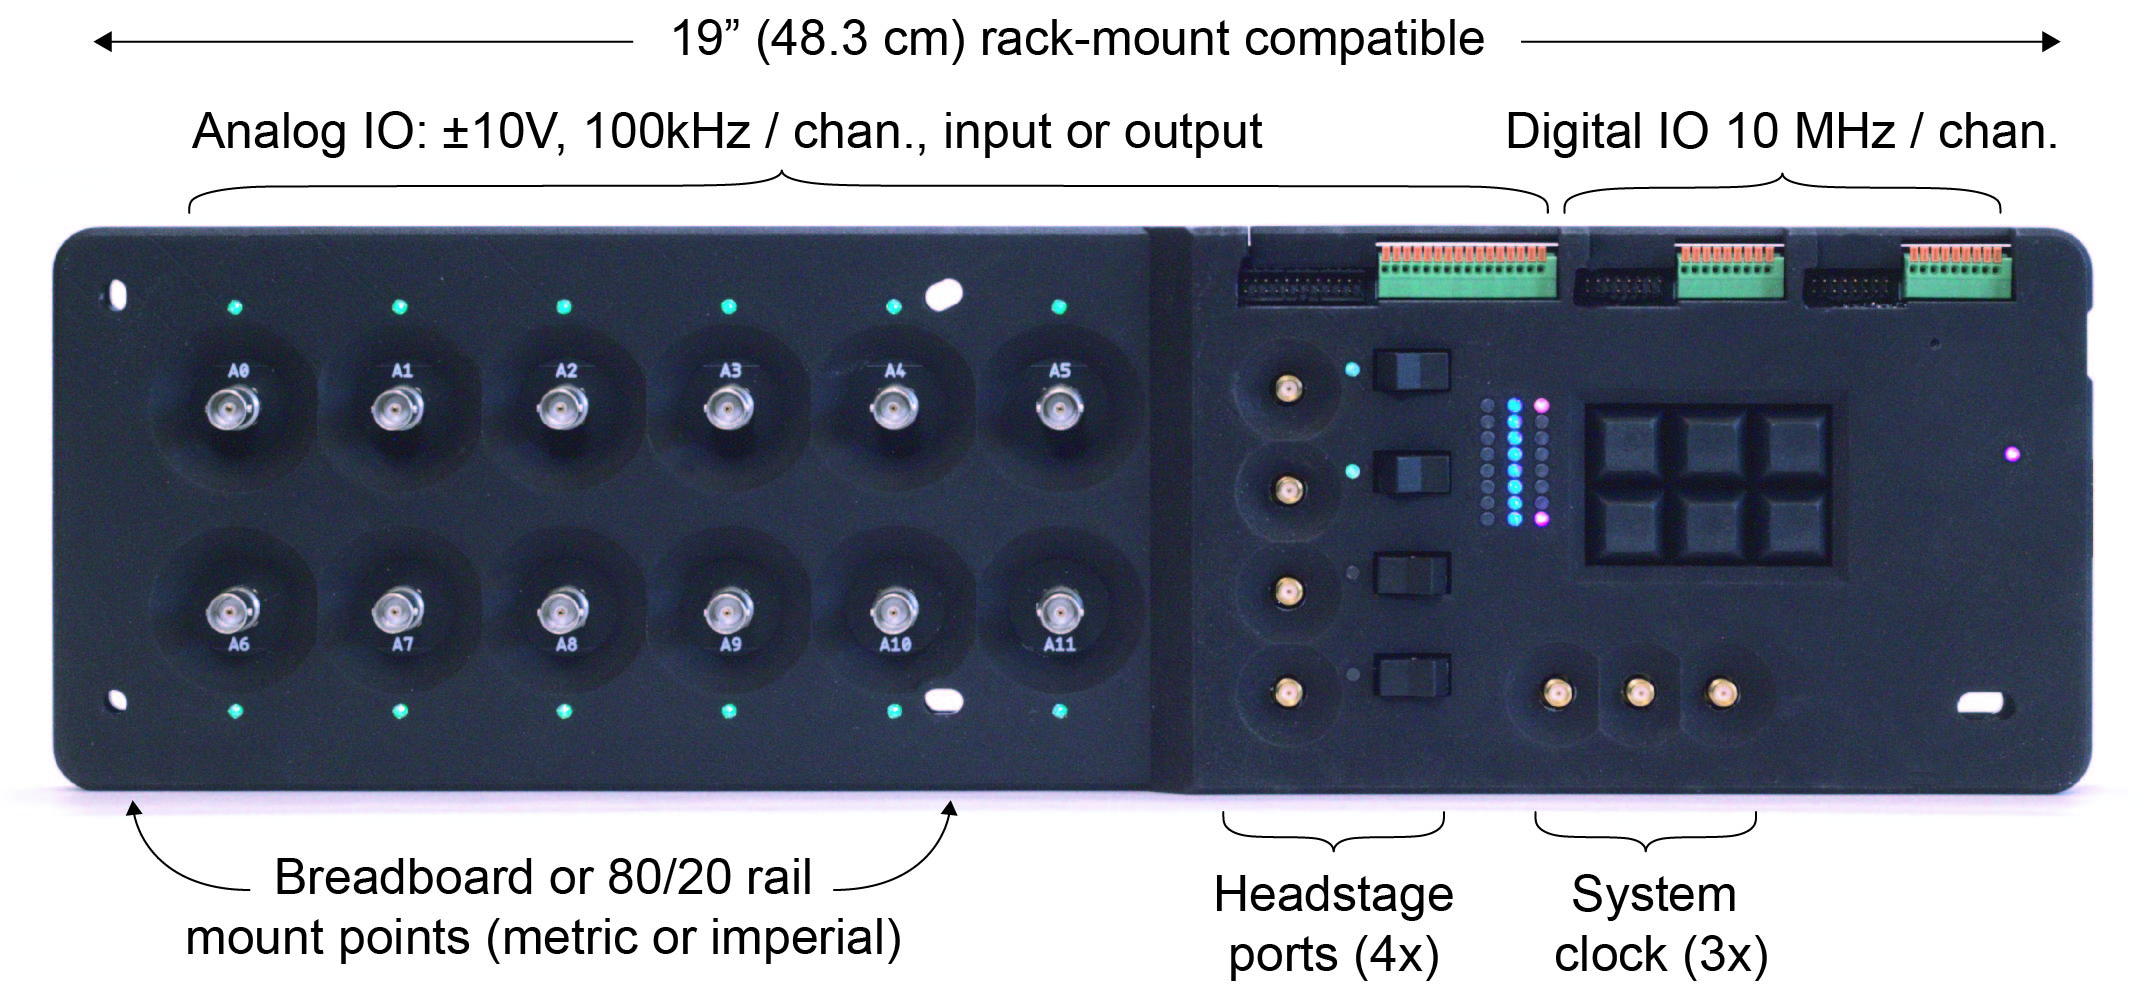 19” (48.3 cm) rack-mount compatible
Analog IO: ±10V, 100kHz / chan., input or output
Digital IO 10 MHz / chan.
A0 A1 A2 A3 A4 A5
A6 A7 A8 A9 A10 A11
Breadboard or 80/20 rail
mount points (metric or imperial)
Headstage
ports (4x)
System
clock (3x)